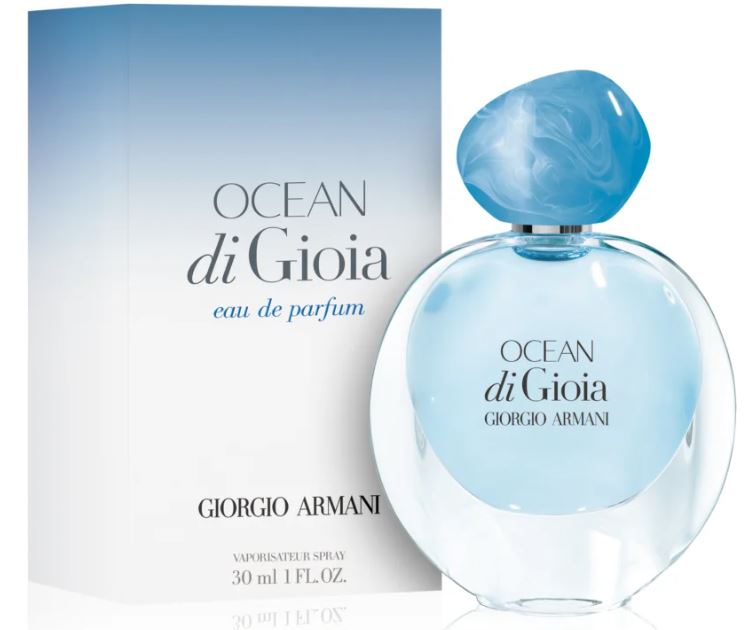 OCEAN
di Gioia
eau de parfum
GIORGIO ARMANI
VAPORISATEUR SPRAY
30 ml 1 FL.OZ.
OCEAN
di Gioia
GIORGIO ARMANI